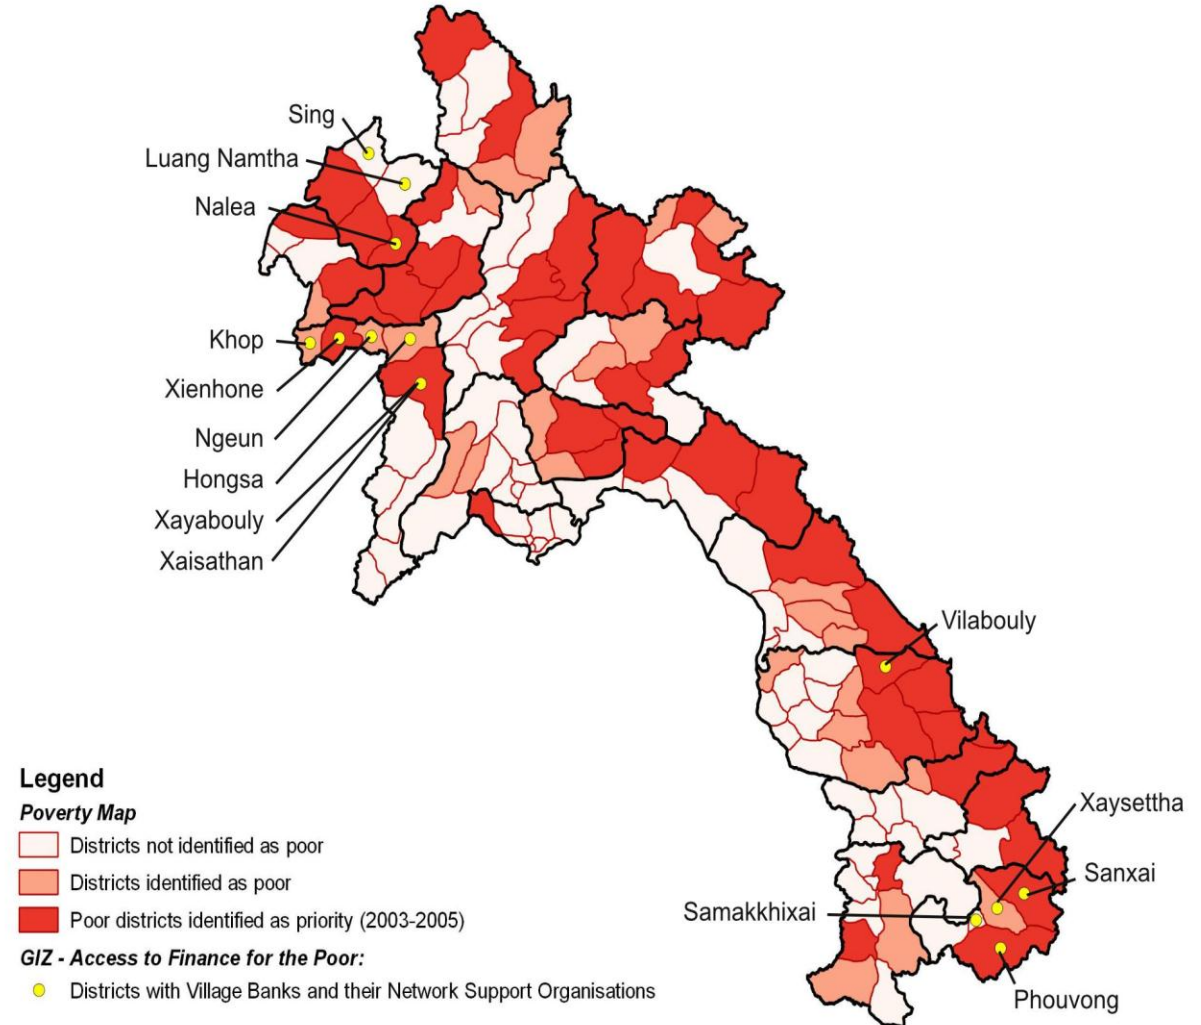 Sing
Luang Namtha
Nalea
Khop
Xienhone
Ngeun
Hongsa
Xayabouly
Xaisathan
Vilabouly
Xaysettha
Sanxai
Samakkhixai
Phouvong
Legend
Poverty Map
Districts not identified as poor
Districts identified as poor
Poor districts identified as priority (2003-2005)
GIZ - Access to Finance for the Poor:
Districts with Village Banks and their Network Support Organisations